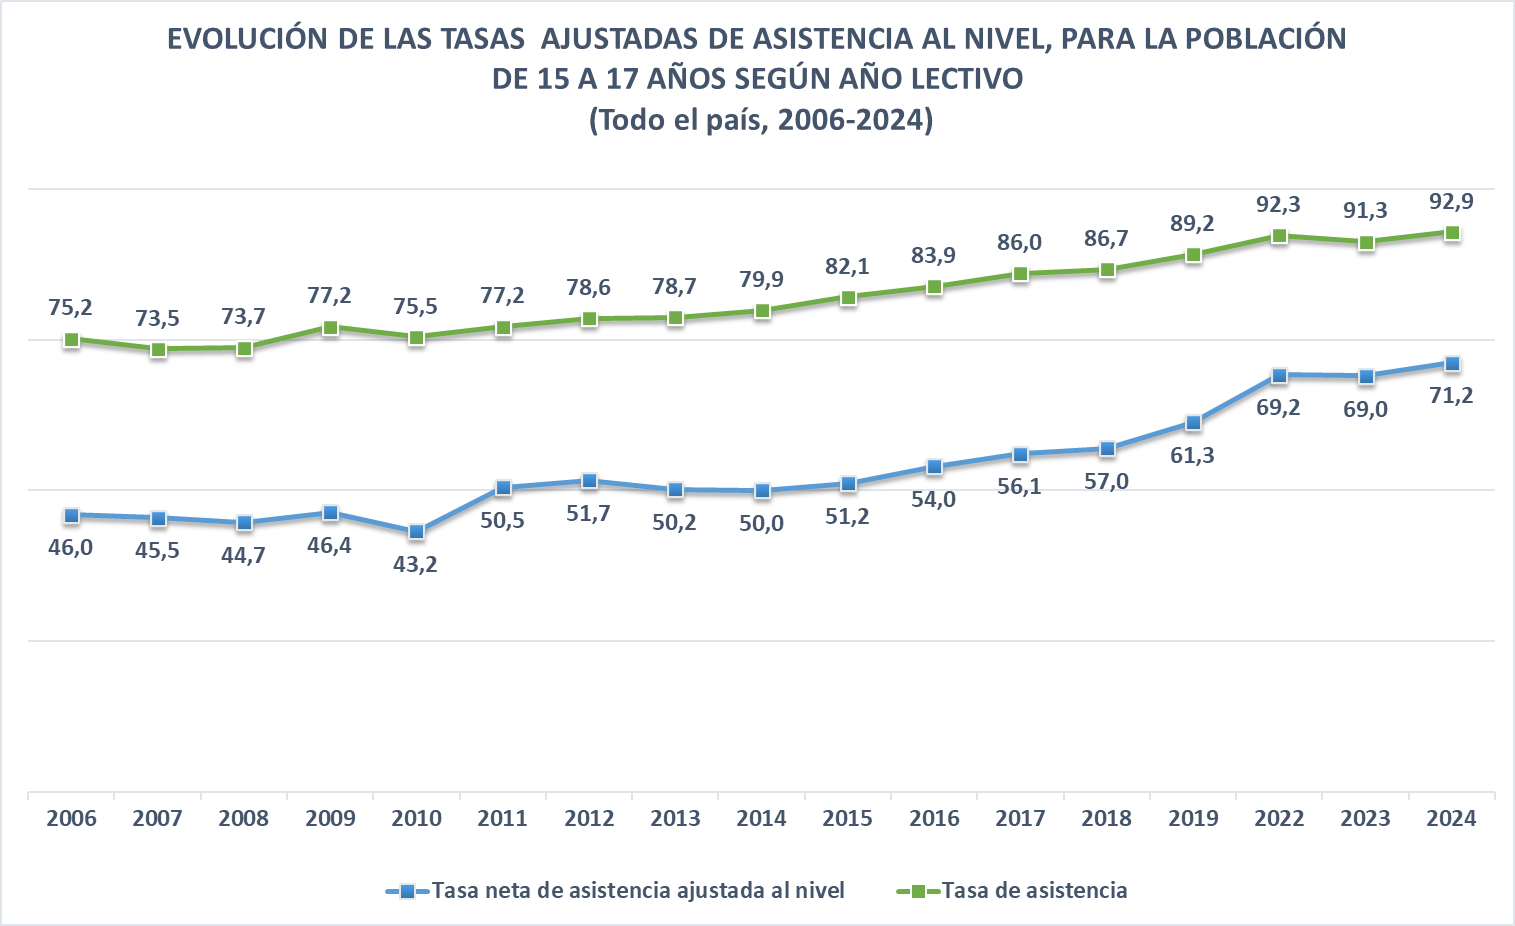 EVOLUCIÓN DE LAS TASAS  AJUSTADAS DE ASISTENCIA AL NIVEL, PARA LA POBLACIÓN
DE 15 A 17 AÑOS SEGÚN AÑO LECTIVO
(Todo el país, 2006-2024)
75,2 73,5 73,7 77,2 75,5 77,2 78,6 78,7 79,9 82,1 83,9 86,0 86,7 89,2 92,3 91,3 92,9
46,0 45,5 44,7 46,4 43,2 50,5 51,7 50,2 50,0 51,2 54,0 56,1 57,0 61,3 69,2 69,0 71,2
2006 2007 2008 2009 2010 2011 2012 2013 2014 2015 2016 2017 2018 2019 2022 2023 2024
Tasa neta de asistencia ajustada al nivel Tasa de asistencia